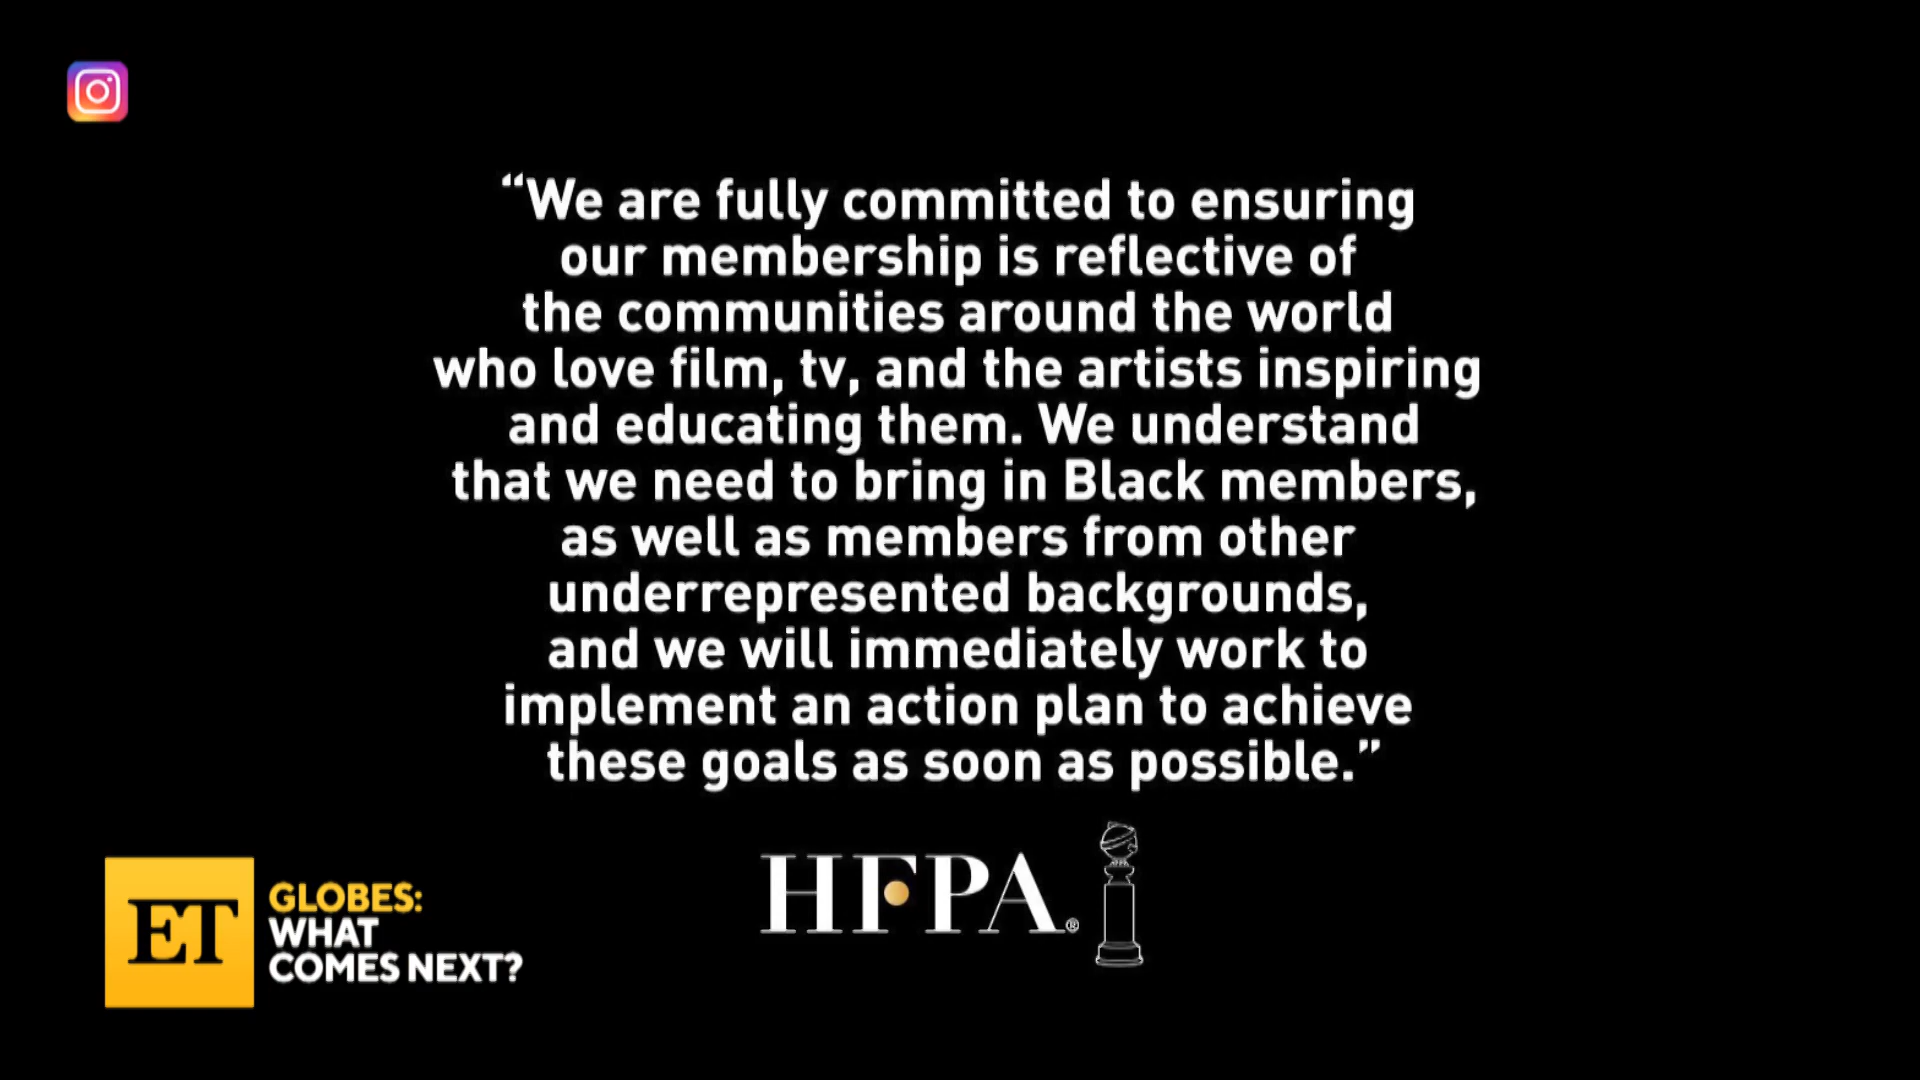 “We are fully committed to ensuring
our membership is reflective of
the communities around the world
who love film, tv, and the artists inspiring
and educating them. We understand
that we need to bring in Black members,
as well as members from other
underrepresented backgrounds,
and we will immediately work to
implement an action plan to achieve
these goals as soon as possible.”
HFPA®
ET
GLOBES:
WHAT
COMES NEXT?